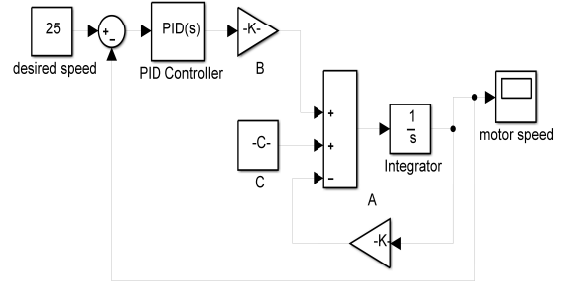 25
desired speed
+
−
PID(s)
PID Controller
-K-
B
-C-
C
+
+
−
A
1
s
Integrator
motor speed
-K-